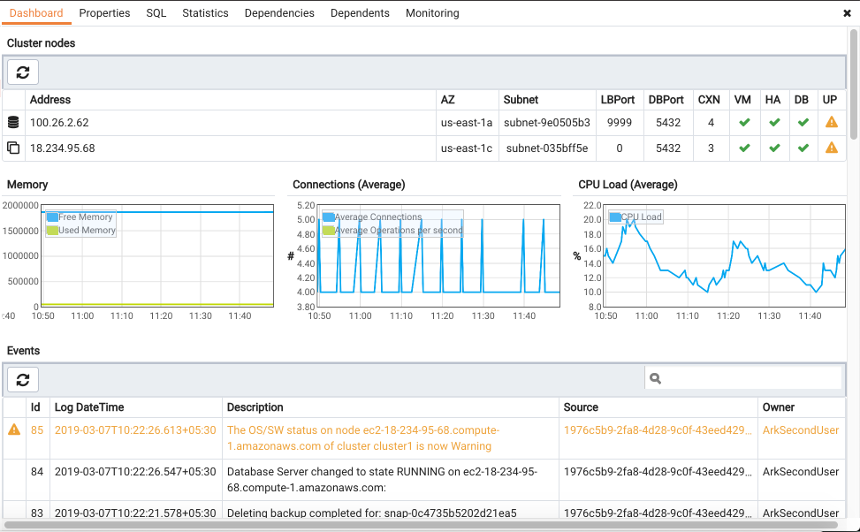 Dashboard Properties SQL Statistics Dependencies Dependents Monitoring
Cluster nodes
Address AZ Subnet LBPort DBPort CXN VM HA DB UP
100.26.2.62 us-east-1a subnet-9e0505b3 9999 5432 4
18.234.95.68 us-east-1c subnet-035bff5e 0 5432 3
Memory
2000000
1500000
1000000
500000
0
:40 10:50 11:00 11:10 11:20 11:30 11:40
Free Memory
Used Memory
Connections (Average)
#
5.20
5.00
4.80
4.60
4.40
4.20
4.00
3.80
10:50 11:00 11:10 11:20 11:30 11:40
Average Connections
Average Operations per second
CPU Load (Average)
%
22.0
20.0
18.0
16.0
14.0
12.0
10.0
8.0
10:50 11:00 11:10 11:20 11:30 11:40
CPU Load
Events
Id Log DateTime Description Source Owner
85 2019-03-07T10:22:26.613+05:30 The OS/SW status on node ec2-18-234-95-68.compute- 1976c5b9-2fa8-4d28-9c0f-43eed429... ArkSecondUser
1.amazonaws.com of cluster cluster1 is now Warning
84 2019-03-07T10:22:26.547+05:30 Database Server changed to state RUNNING on ec2-18-234-95- 1976c5b9-2fa8-4d28-9c0f-43eed429... ArkSecondUser
68.compute-1.amazonaws.com:
83 2019-03-07T10:22:21.578+05:30 Deleting backup completed for: snap-0c4735b5202d21ea5 1976c5b9-2fa8-4d28-9c0f-43eed429... ArkSecondUser